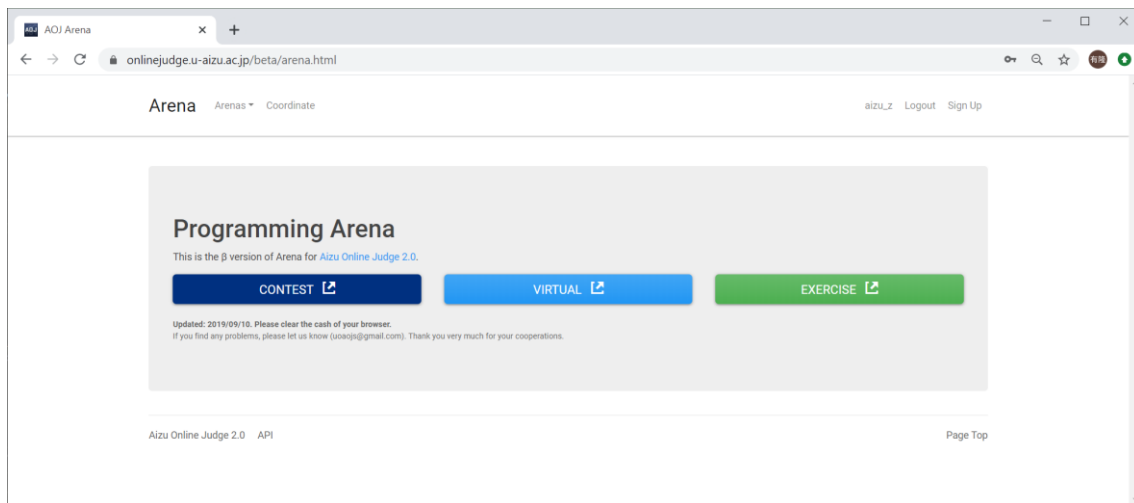 AOJ AOJ Arena
onlinejudge.u-aizu.ac.jp/beta/arena.html
有隆
Arena Arenas Coordinate aizu_z Logout Sign Up
Programming Arena
This is the β version of Arena for Aizu Online Judge 2.0.
CONTEST VIRTUAL EXERCISE
Updated: 2019/09/10. Please clear the cash of your browser.
If you find any problems, please let us know (uoaojs@gmail.com). Thank you very much for your cooperations.
Aizu Online Judge 2.0 API Page Top